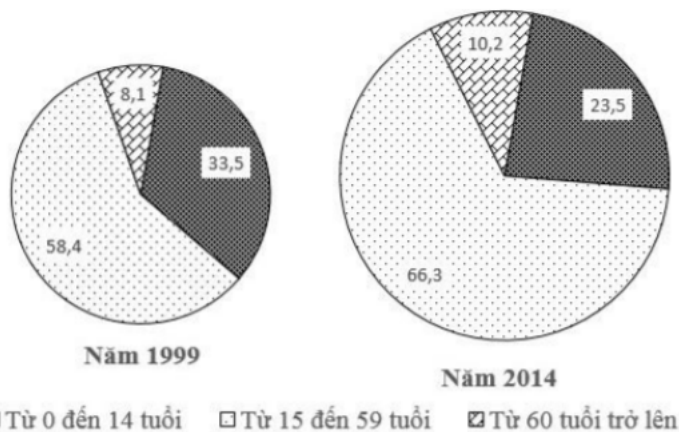 8,1
33,5
58,4
Năm 1999
10,2
23,5
66,3
Năm 2014
Từ 0 đến 14 tuổi Từ 15 đến 59 tuổi Từ 60 tuổi trở lên